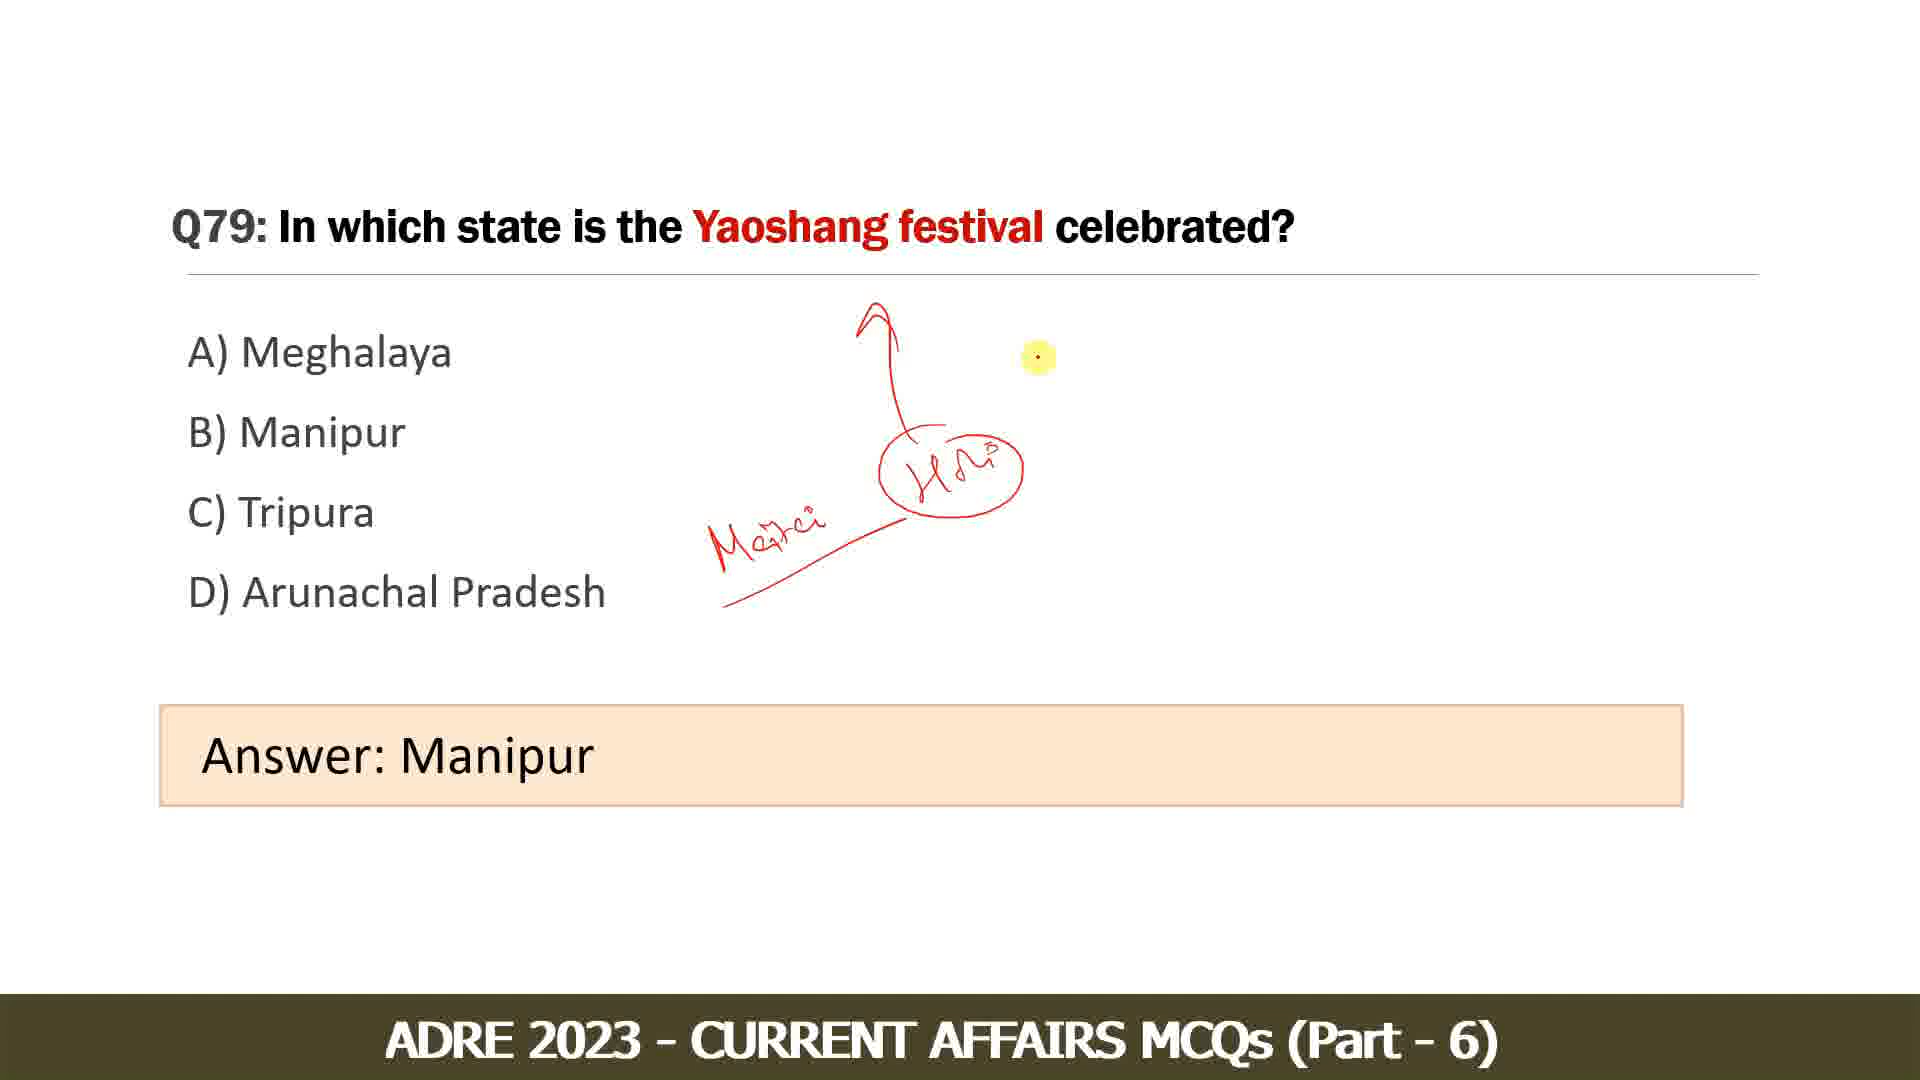 Q79: In which state is the Yaoshang festival celebrated?
A) Meghalaya
B) Manipur
Holi
C) Tripura
Meitei
D) Arunachal Pradesh
Answer: Manipur
ADRE 2023 - CURRENT AFFAIRS MCQs (Part - 6)